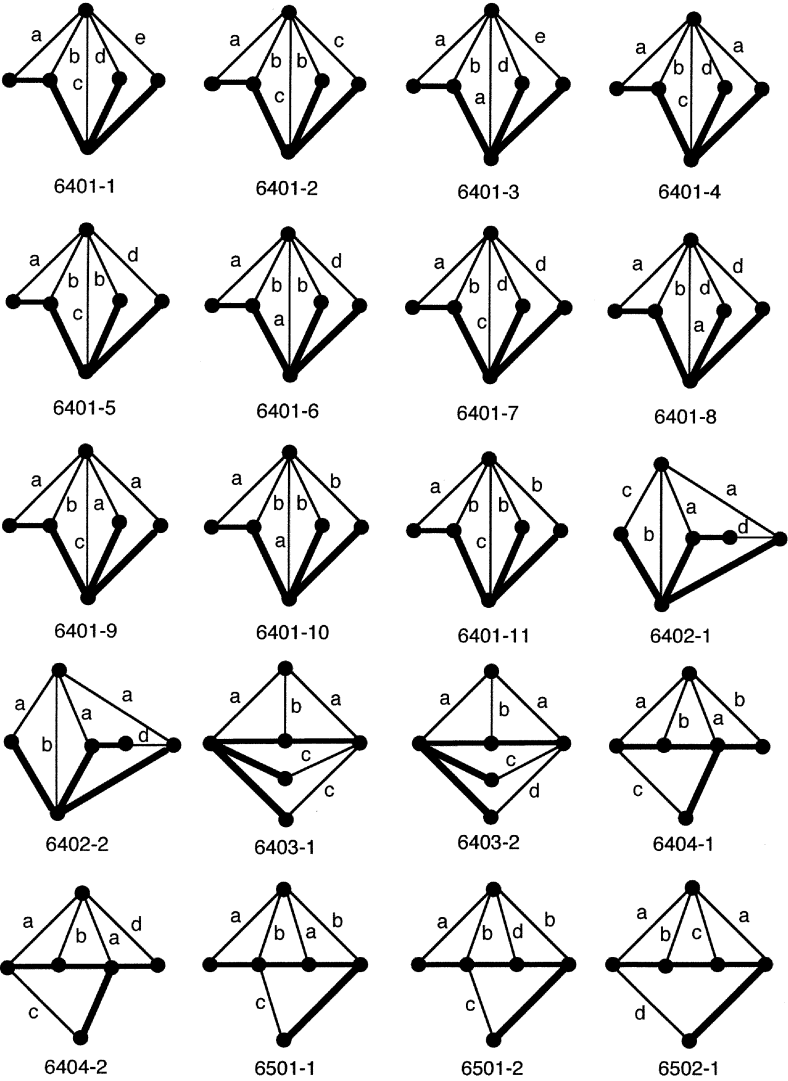 a b d e c
6401-1
a b b c c
6401-2
a b d e a
6401-3
a b d a c
6401-4
a b b d c
6401-5
a b b d a
6401-6
a b d d c
6401-7
a b d d a
6401-8
a b a a c
6401-9
a b b b a
6401-10
a b b b c
6401-11
c b a a d
6402-1
a b a a d
6402-2
a b a c c
6403-1
a b a c d
6403-2
a b a b c
6404-1
a b a d c
6404-2
a b a b c
6501-1
a b d b c
6501-2
a b c a d
6502-1